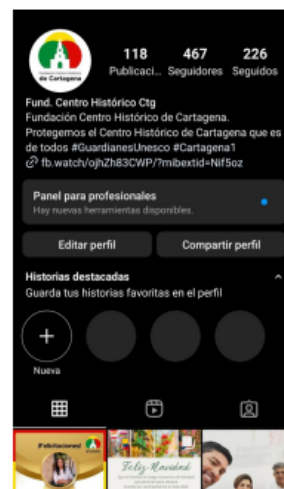 de Cartagena
118 467 226
Publicaci... Seguidores Seguidos
Fund. Centro Histórico Ctg
Fundación Centro Histórico de Cartagena.
Protegemos el Centro Histórico de Cartagena que es
de todos #GuardianesUnesco #Cartagena1
fb.watch/ojhZh83CWP/?mibextid=Nif5oz
Panel para profesionales
Hay nuevas herramientas disponibles.
Editar perfil Compartir perfil
Historias destacadas
Guarda tus historias favoritas en el perfil
Nueva
Felicitaciones!
Feliz Navidad